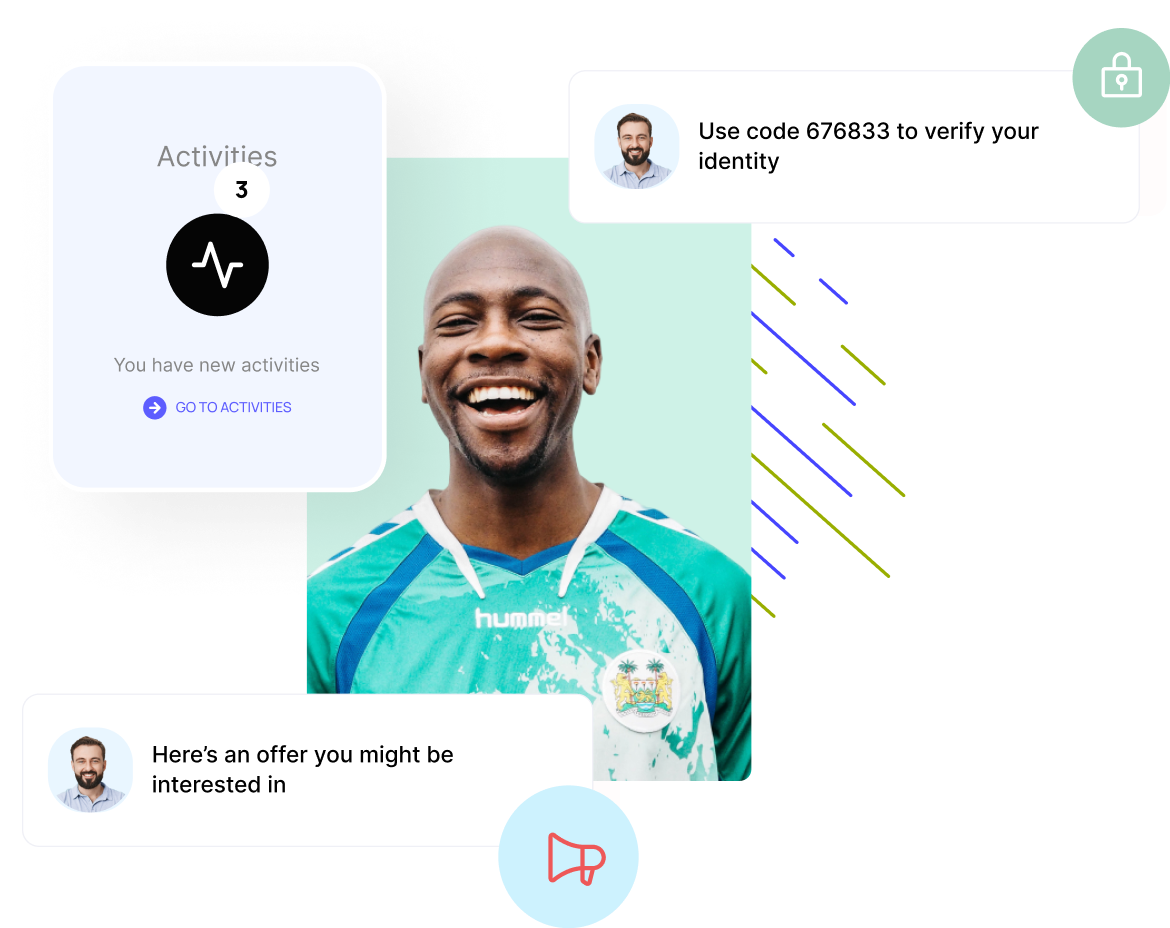 Activities
3
You have new activities
GO TO ACTIVITIES
Use code 676833 to verify your
identity
hummel
Here’s an offer you might be
interested in